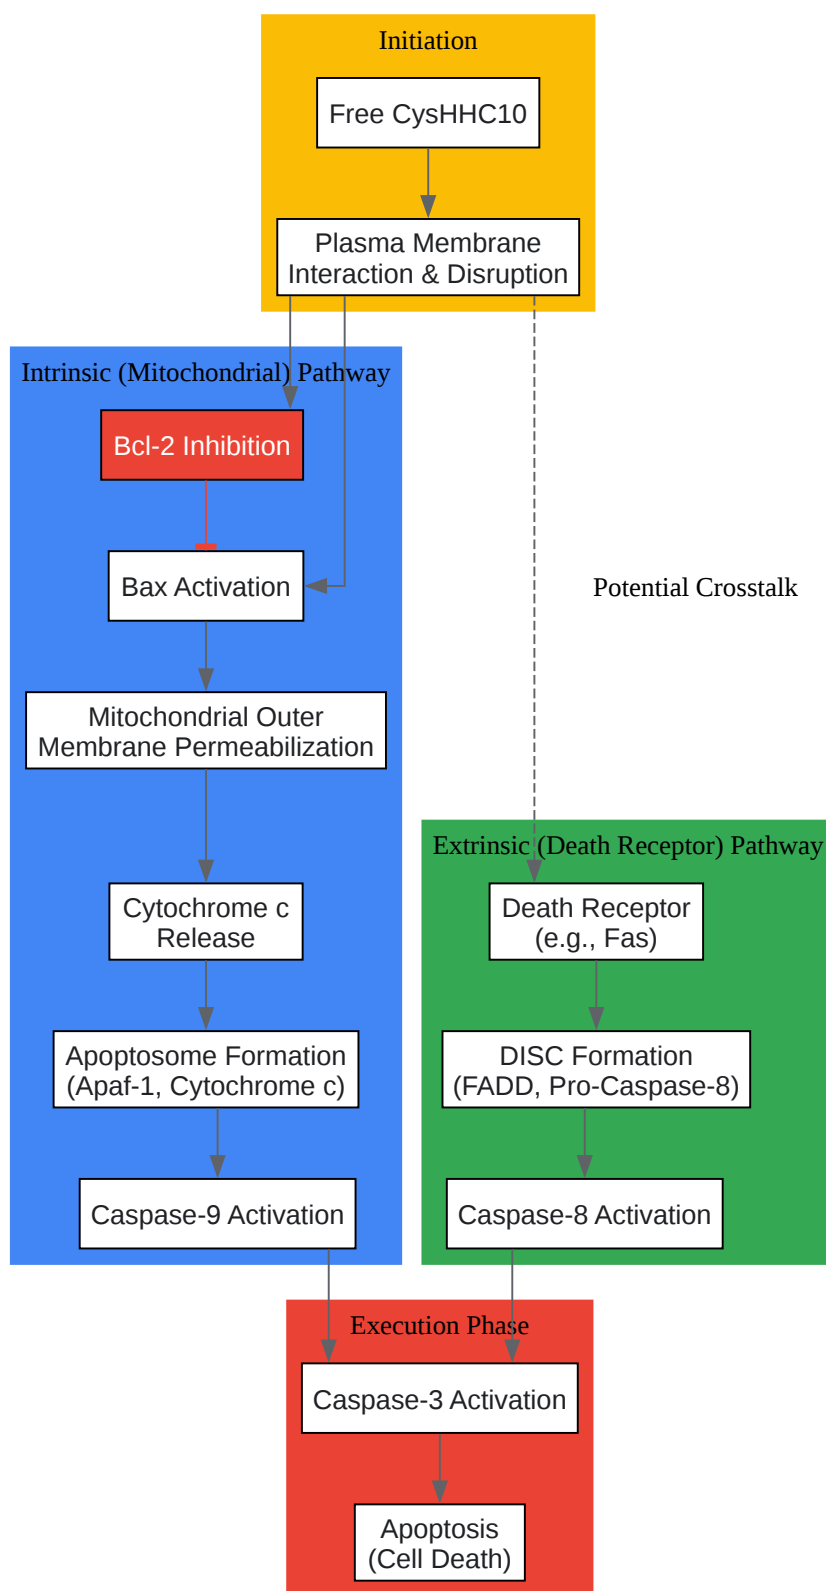 Initiation
Free CysHHC10
Plasma Membrane
Interaction & Disruption
Intrinsic (Mitochondrial) Pathway
Bcl-2 Inhibition
Bax Activation
Mitochondrial Outer
Membrane Permeabilization
Cytochrome c
Release
Apoptosome Formation
(Apaf-1, Cytochrome c)
Caspase-9 Activation
Potential Crosstalk
Extrinsic (Death Receptor) Pathway
Death Receptor
(e.g., Fas)
DISC Formation
(FADD, Pro-Caspase-8)
Caspase-8 Activation
Execution Phase
Caspase-3 Activation
Apoptosis
(Cell Death)